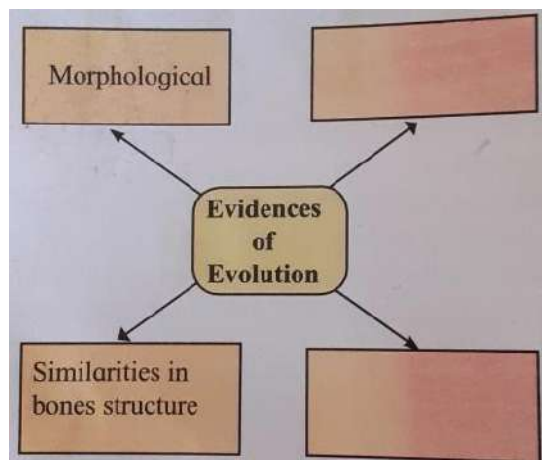 Morphological
Evidences
of
Evolution
Similarities in
bones structure